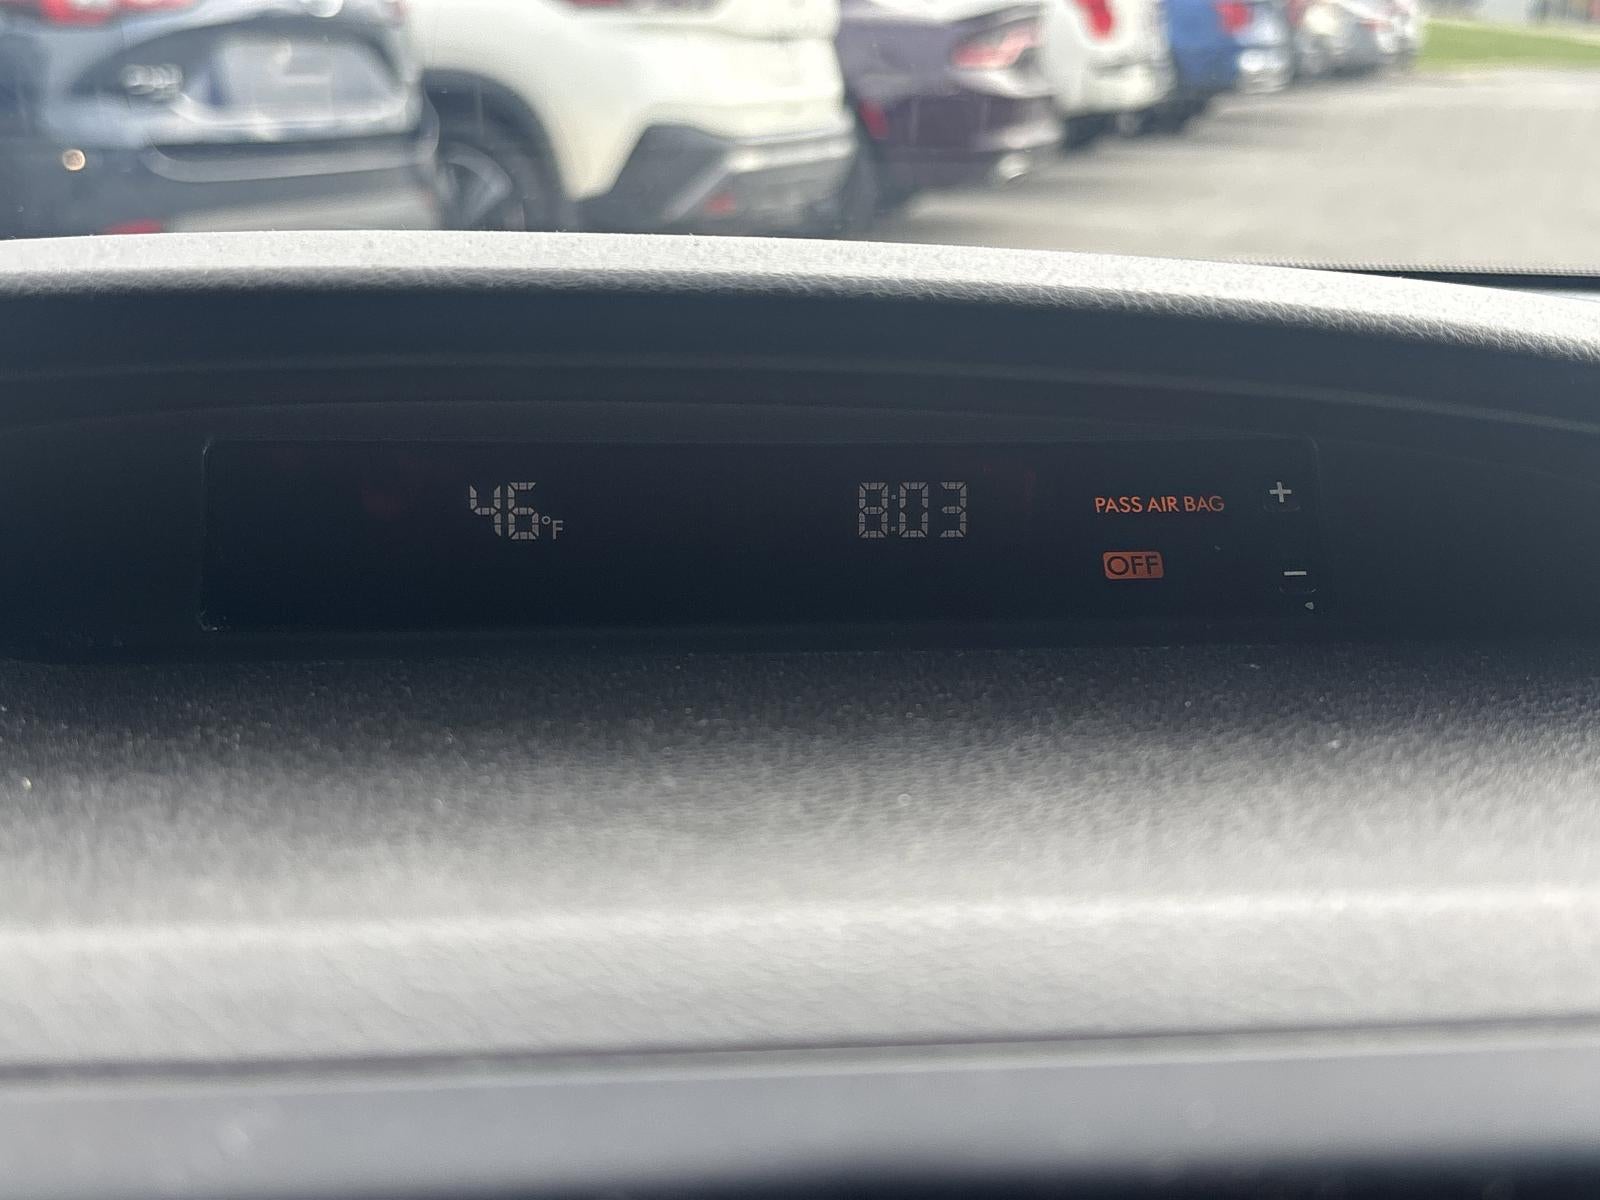 46°F
8:03
PASS AIR BAG
+
OFF
−